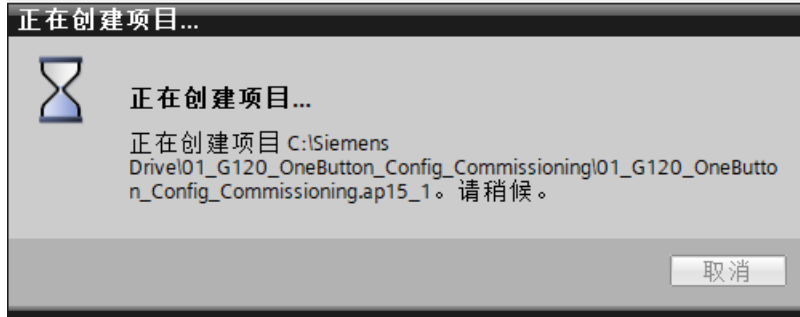 正在创建项目...
正在创建项目...
正在创建项目 C:\Siemens
Drive\01_G120_OneButton_Config_Commissioning\01_G120_OneButto
n_Config_Commissioning.ap15_1。请稍候。
取消